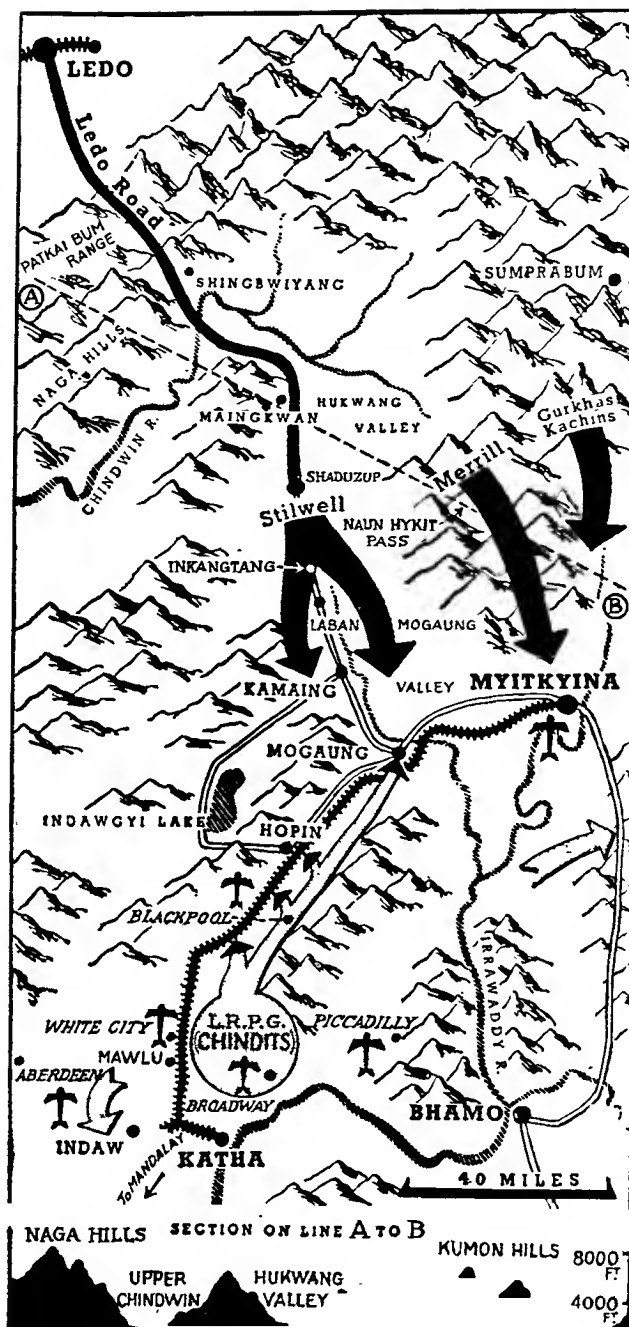 LEDO
Ledo Road
PATKAI BUM
RANGE
A
SHINGBWIYANG
SUMPRABUM
NAGA HILLS
CHINDWIN R.
MAINGKWAN
HUKWANG
VALLEY
Gurkhas
Kachins
Merrill
SHADUZUP
Stilwell
NAUN HYKIT
PASS
INKANGTANG
B
LABAN
MOGAUNG
KAMAING
VALLEY
MYITKYINA
MOGAUNG
INDAWGYI LAKE
HOPIN
BLACKPOOL
IRRAWADDY R.
WHITE CITY
L.R.P.G.
CHINDITS
PICCADILLY
MAWLU
ABERDEEN
BROADWAY
BHAMO
INDAW
KATHA
To MANDALAY
40 MILES
NAGA HILLS
SECTION ON LINE A TO B
KUMON HILLS
8000
FT
UPPER
CHINDWIN
HUKWANG
VALLEY
4000
FT